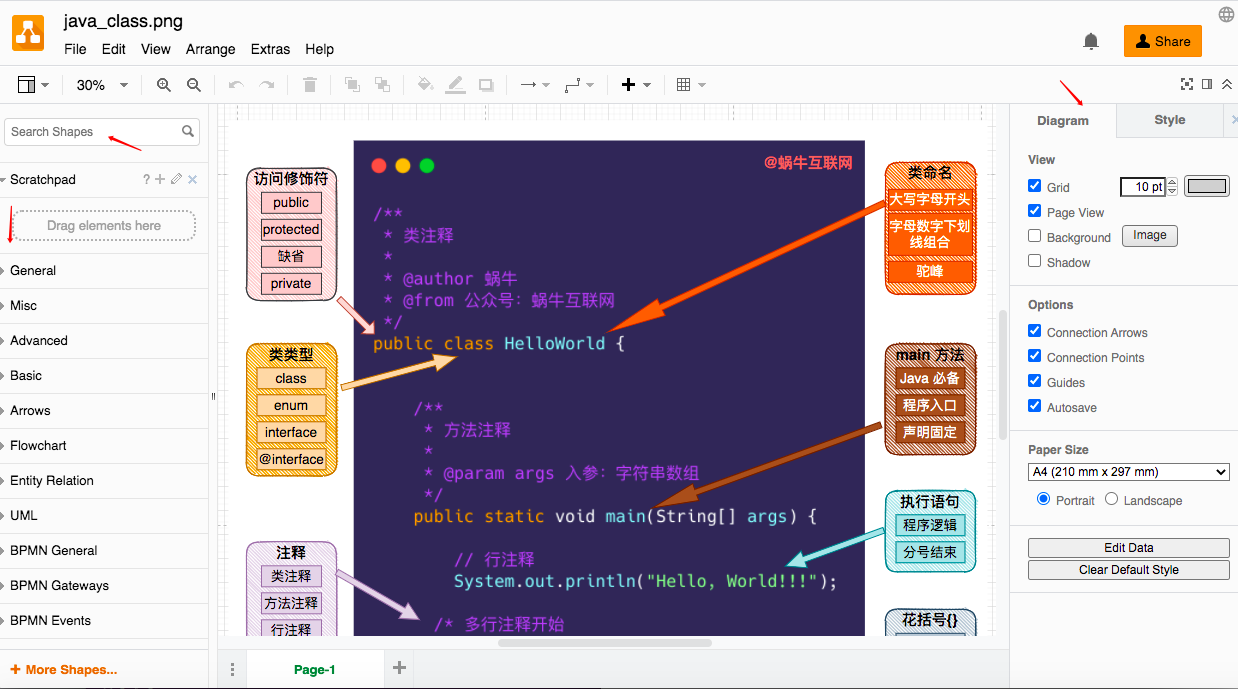 java_class.png
File Edit View Arrange Extras Help
Share
30%
Search Shapes
Scratchpad
Drag elements here
General
Misc
Advanced
Basic
Arrows
Flowchart
Entity Relation
UML
BPMN General
BPMN Gateways
BPMN Events
+ More Shapes...
访问修饰符
public
protected
缺省
private
类类型
class
enum
interface
@interface
注释
类注释
方法注释
行注释
@蜗牛互联网
/**
* 类注释
*
* @author 蜗牛
* @from 公众号：蜗牛互联网
*/
public class HelloWorld {
/**
* 方法注释
*
* @param args 入参：字符串数组
*/
public static void main(String[] args) {
// 行注释
System.out.println("Hello, World!!!");
/* 多行注释开始
类命名
大写字母开头
字母数字下划
线组合
驼峰
main 方法
Java 必备
程序入口
声明固定
执行语句
程序逻辑
分号结束
花括号{}
Page-1
Diagram Style
View
Grid 10 pt
Page View
Background Image
Shadow
Options
Connection Arrows
Connection Points
Guides
Autosave
Paper Size
A4 (210 mm x 297 mm)
Portrait Landscape
Edit Data
Clear Default Style